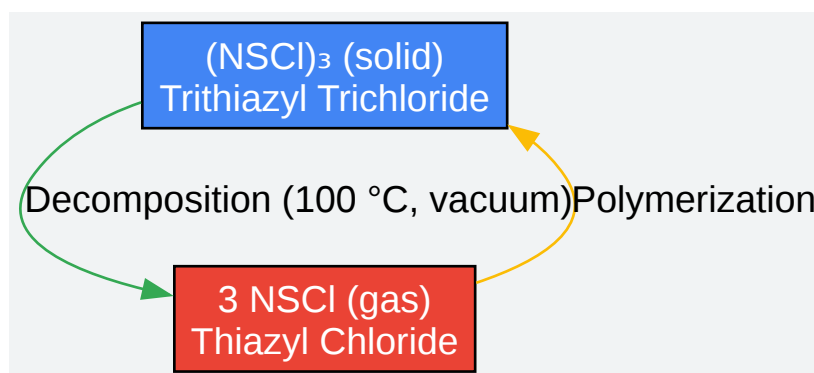 (NSCl)₃ (solid)
Trithiazyl Trichloride
Decomposition (100 °C, vacuum)
Polymerization
3 NSCl (gas)
Thiazyl Chloride